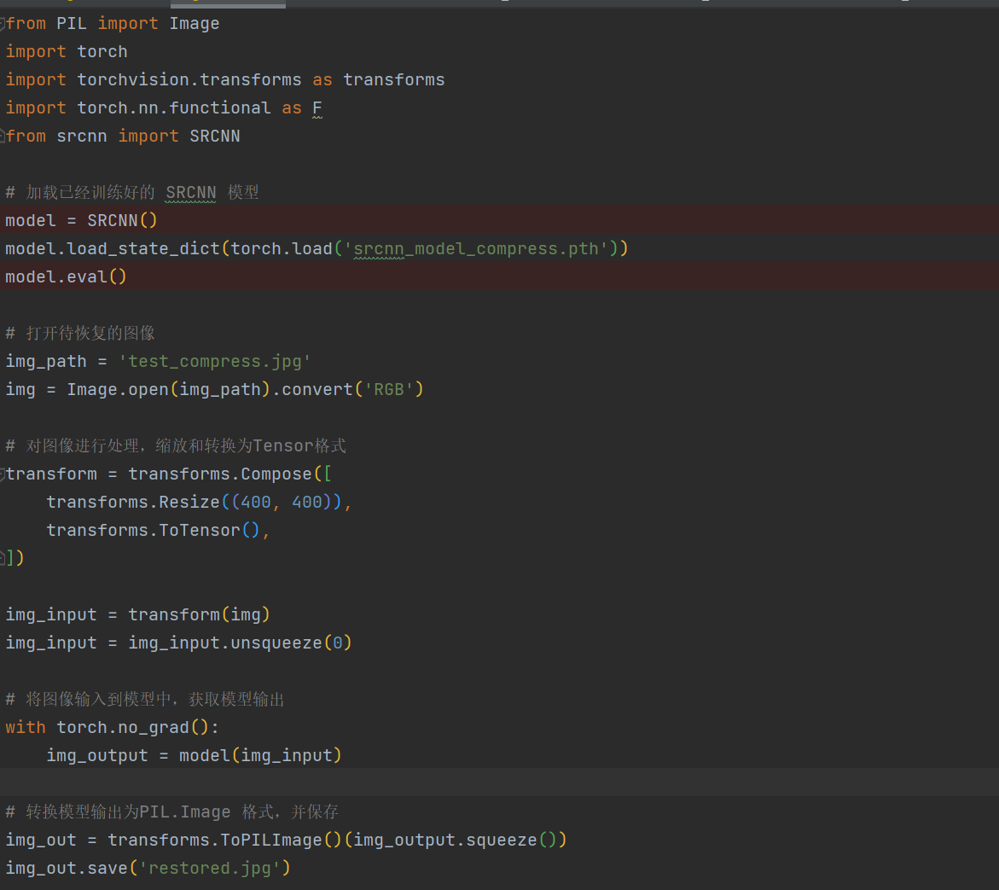 from PIL import Image
import torch
import torchvision.transforms as transforms
import torch.nn.functional as F
from srcnn import SRCNN
# 加载已经训练好的 SRCNN 模型
model = SRCNN()
model.load_state_dict(torch.load('srcnn_model_compress.pth'))
model.eval()
# 打开待恢复的图像
img_path = 'test_compress.jpg'
img = Image.open(img_path).convert('RGB')
# 对图像进行处理，缩放和转换为Tensor格式
transform = transforms.Compose([
    transforms.Resize((400, 400)),
    transforms.ToTensor(),
])
img_input = transform(img)
img_input = img_input.unsqueeze(0)
# 将图像输入到模型中，获取模型输出
with torch.no_grad():
    img_output = model(img_input)
# 转换模型输出为PIL.Image 格式，并保存
img_out = transforms.ToPILImage()(img_output.squeeze())
img_out.save('restored.jpg')